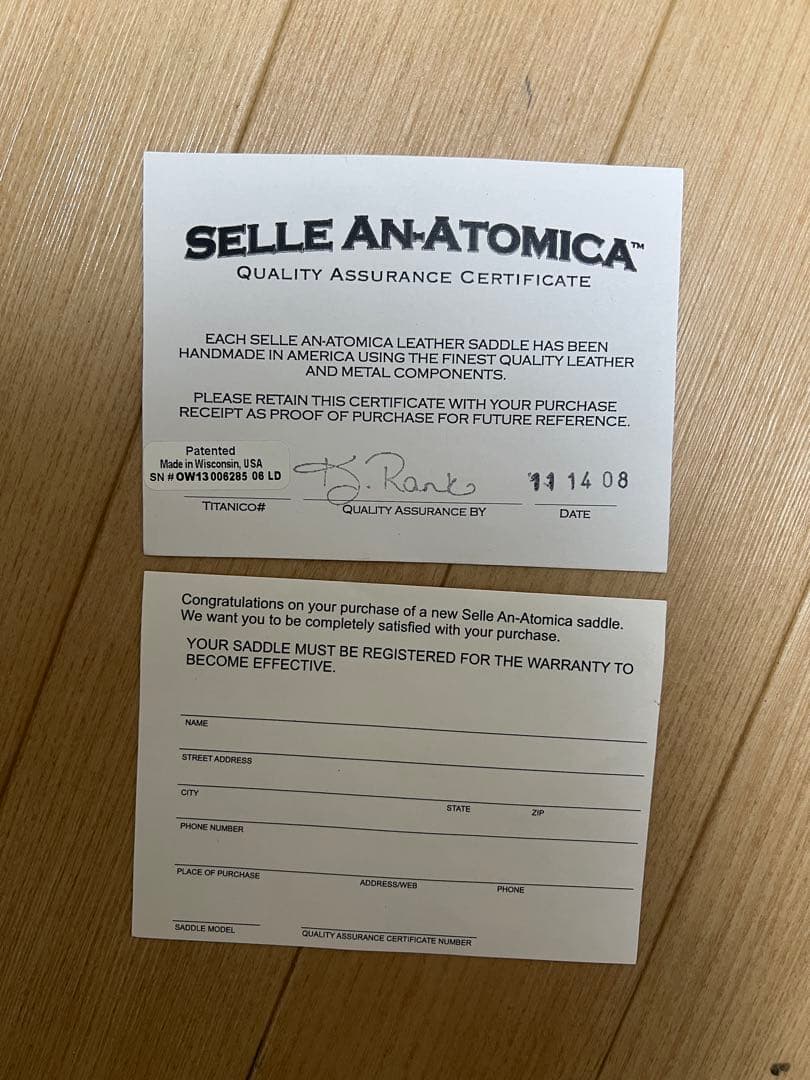 SELLE AN-ATOMICA™
QUALITY ASSURANCE CERTIFICATE
EACH SELLE AN-ATOMICA LEATHER SADDLE HAS BEEN
HANDMADE IN AMERICA USING THE FINEST QUALITY LEATHER
AND METAL COMPONENTS.
PLEASE RETAIN THIS CERTIFICATE WITH YOUR PURCHASE
RECEIPT AS PROOF OF PURCHASE FOR FUTURE REFERENCE.
Patented
Made in Wisconsin, USA
SN # OW13 006285 06 LD
K. Rank
11 14 08
TITANICO#
QUALITY ASSURANCE BY
DATE
Congratulations on your purchase of a new Selle An-Atomica saddle.
We want you to be completely satisfied with your purchase.
YOUR SADDLE MUST BE REGISTERED FOR THE WARRANTY TO
BECOME EFFECTIVE.
NAME
STREET ADDRESS
CITY STATE ZIP
PHONE NUMBER
PLACE OF PURCHASE ADDRESS/WEB PHONE
SADDLE MODEL QUALITY ASSURANCE CERTIFICATE NUMBER